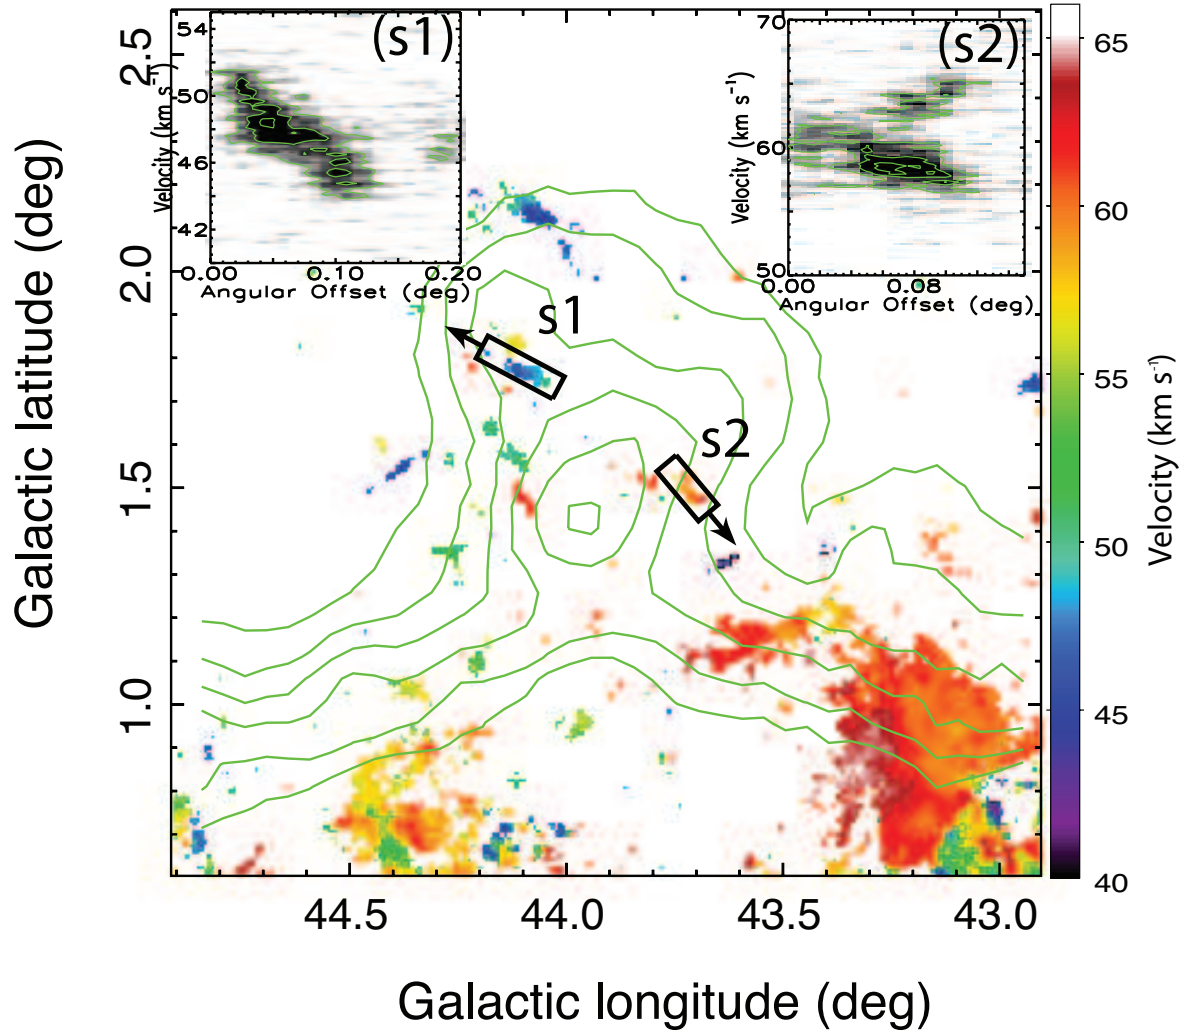 (s1)
54
50
46
42
Velocity (km s⁻¹)
0.00 0.10 0.20
Angular Offset (deg)
(s2)
70
60
50
Velocity (km s⁻¹)
0.00 0.08
Angular Offset (deg)
s1
s2
2.5
2.0
1.5
1.0
Galactic latitude (deg)
44.5 44.0 43.5 43.0
Galactic longitude (deg)
65
60
55
50
45
40
Velocity (km s⁻¹)